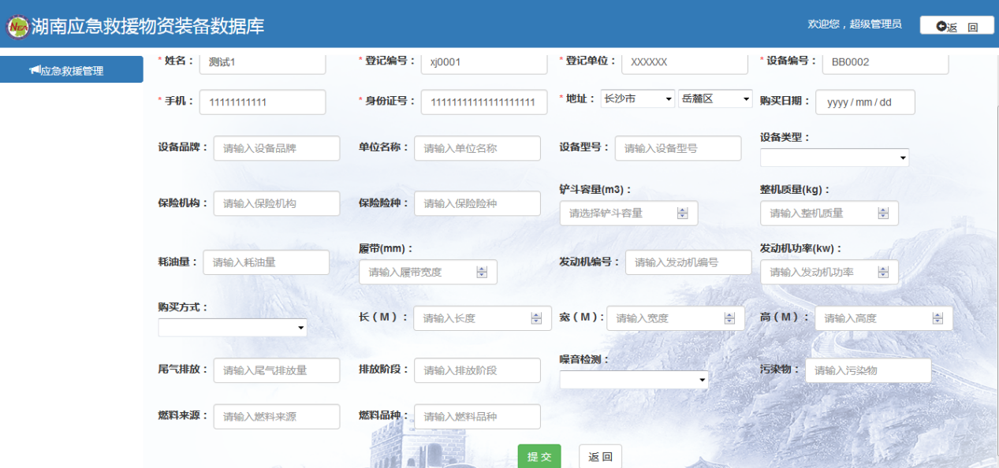 NEA 湖南应急救援物资装备数据库 欢迎您，超级管理员 返 回
应急救援管理
* 姓名： 测试1 * 登记编号： xj0001 * 登记单位： XXXXXX * 设备编号： BB0002
* 手机： 11111111111 * 身份证号： 11111111111111111111 * 地址： 长沙市 岳麓区 购买日期： yyyy / mm / dd
设备品牌： 请输入设备品牌 单位名称： 请输入单位名称 设备型号： 请输入设备型号 设备类型：
保险机构： 请输入保险机构 保险险种： 请输入保险险种 铲斗容量(m3)： 请选择铲斗容量 整机质量(kg)： 请输入整机质量
耗油量： 请输入耗油量 履带(mm)： 请输入履带宽度 发动机编号： 请输入发动机编号 发动机功率(kw)： 请输入发动机功率
购买方式： 长（M）： 请输入长度 宽（M）: 请输入宽度 高（M）： 请输入高度
尾气排放： 请输入尾气排放量 排放阶段： 请输入排放阶段 噪音检测： 污染物： 请输入污染物
燃料来源： 请输入燃料来源 燃料品种： 请输入燃料品种
提 交 返 回